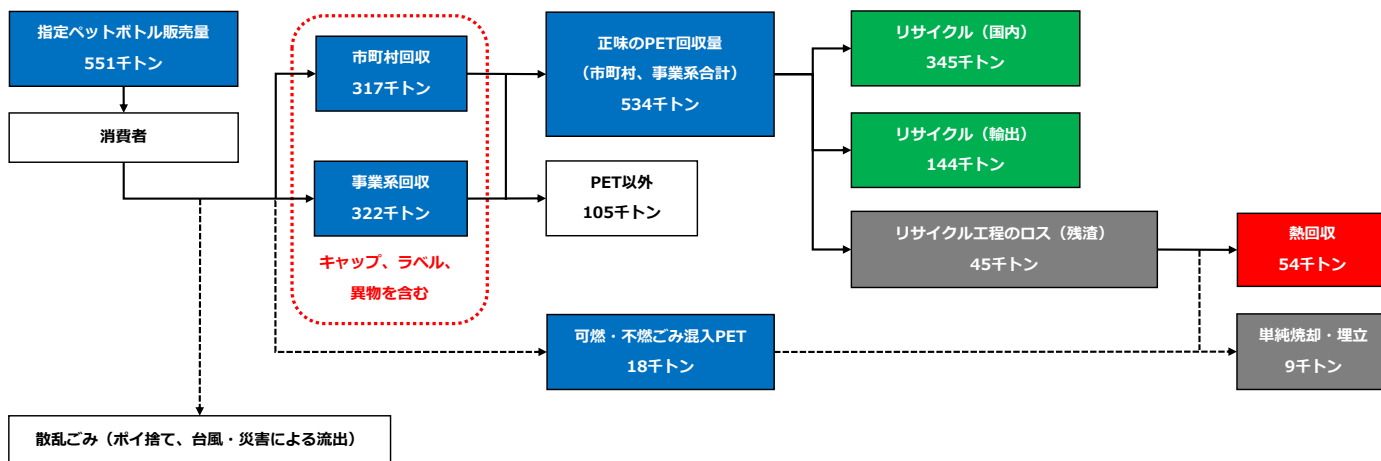 指定ペットボトル販売量
551千トン
消費者
市町村回収
317千トン
事業系回収
322千トン
キャップ、ラベル、
異物を含む
正味のPET回収量
（市町村、事業系合計）
534千トン
PET以外
105千トン
可燃・不燃ごみ混入PET
18千トン
リサイクル（国内）
345千トン
リサイクル（輸出）
144千トン
リサイクル工程のロス（残渣）
45千トン
熱回収
54千トン
単純焼却・埋立
9千トン
散乱ごみ（ポイ捨て、台風・災害による流出）